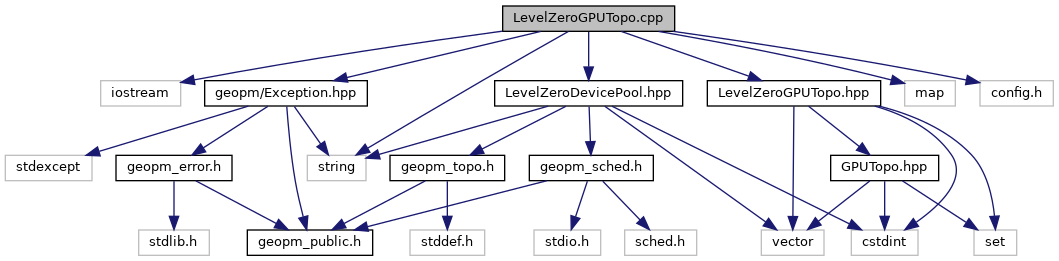 LevelZeroGPUTopo.cpp
iostream
geopm/Exception.hpp
LevelZeroDevicePool.hpp
LevelZeroGPUTopo.hpp
map
config.h
stdexcept
geopm_error.h
string
geopm_topo.h
geopm_sched.h
GPUTopo.hpp
stdlib.h
geopm_public.h
stddef.h
stdio.h
sched.h
vector
cstdint
set